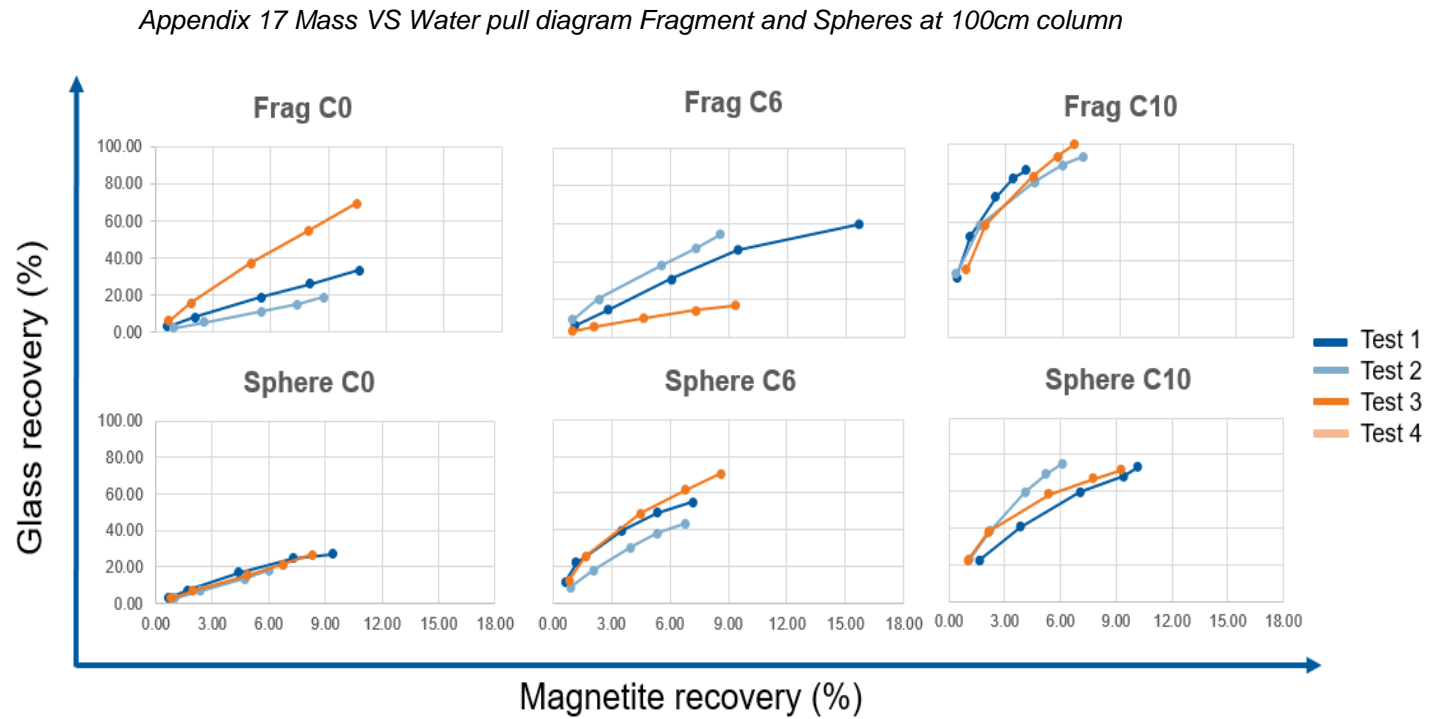 Appendix 17 Mass VS Water pull diagram Fragment and Spheres at 100cm column
Frag C0
Frag C6
Frag C10
100.00
80.00
60.00
40.00
20.00
0.00
Sphere C0
Sphere C6
Sphere C10
100.00
80.00
60.00
40.00
20.00
0.00
0.00 3.00 6.00 9.00 12.00 15.00 18.00
0.00 3.00 6.00 9.00 12.00 15.00 18.00
0.00 3.00 6.00 9.00 12.00 15.00 18.00
Glass recovery (%)
Magnetite recovery (%)
Test 1
Test 2
Test 3
Test 4